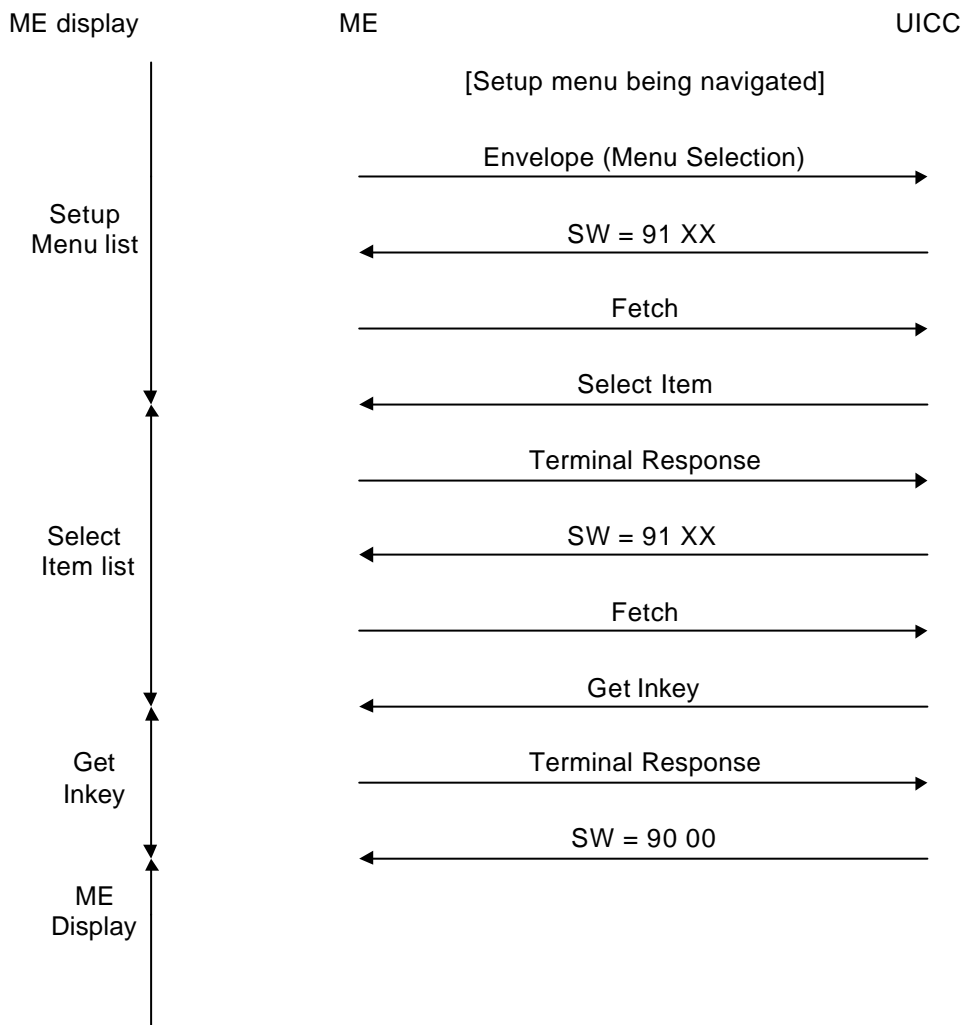 ME display ME UICC
[Setup menu being navigated]
Envelope (Menu Selection)
Setup
Menu list
SW = 91 XX
Fetch
Select Item
Terminal Response
Select
Item list
SW = 91 XX
Fetch
Get Inkey
Get
Inkey
Terminal Response
SW = 90 00
ME
Display